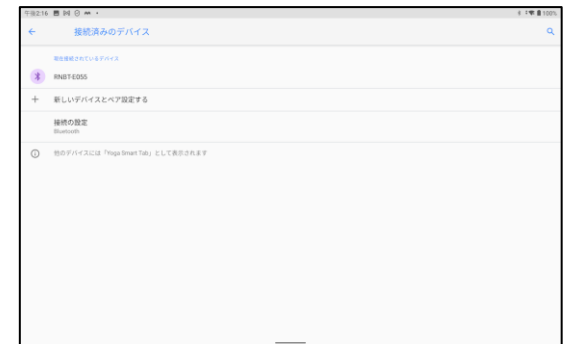 午後2:16
100%
接続済みのデバイス
現在接続されているデバイス
RNBT-E055
新しいデバイスとペア設定する
接続の設定
Bluetooth
他のデバイスには「Yoga Smart Tab」として表示されます